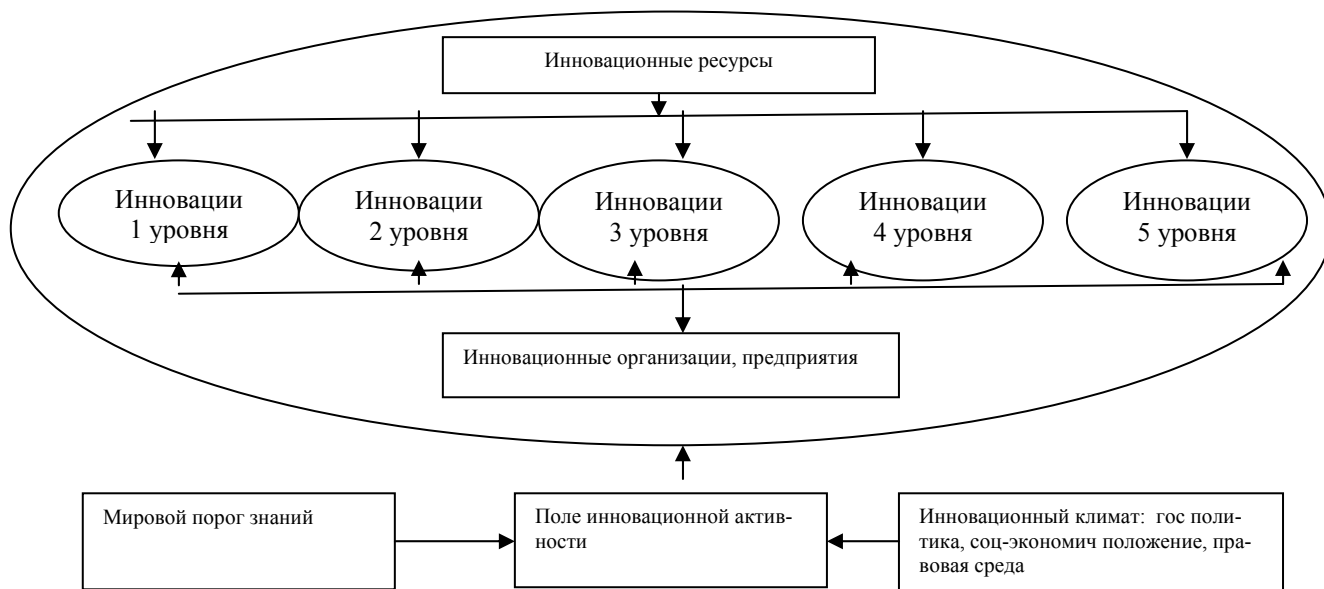 Инновационные ресурсы
Инновации
1 уровня
Инновации
2 уровня
Инновации
3 уровня
Инновации
4 уровня
Инновации
5 уровня
Инновационные организации, предприятия
Мировой порог знаний
Поле инновационной актив-
ности
Инновационный климат: гос поли-
тика, соц-экономич положение, пра-
вовая среда